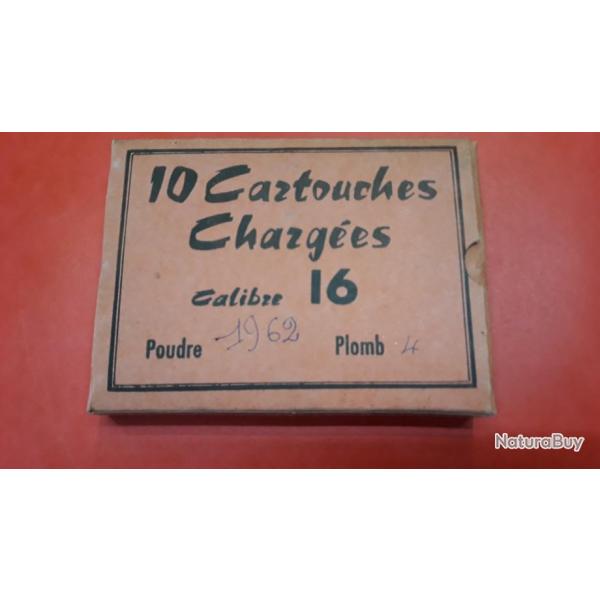 10 Cartouches
Chargées
Calibre 16
Poudre 1962 Plomb 4
NaturaBuy